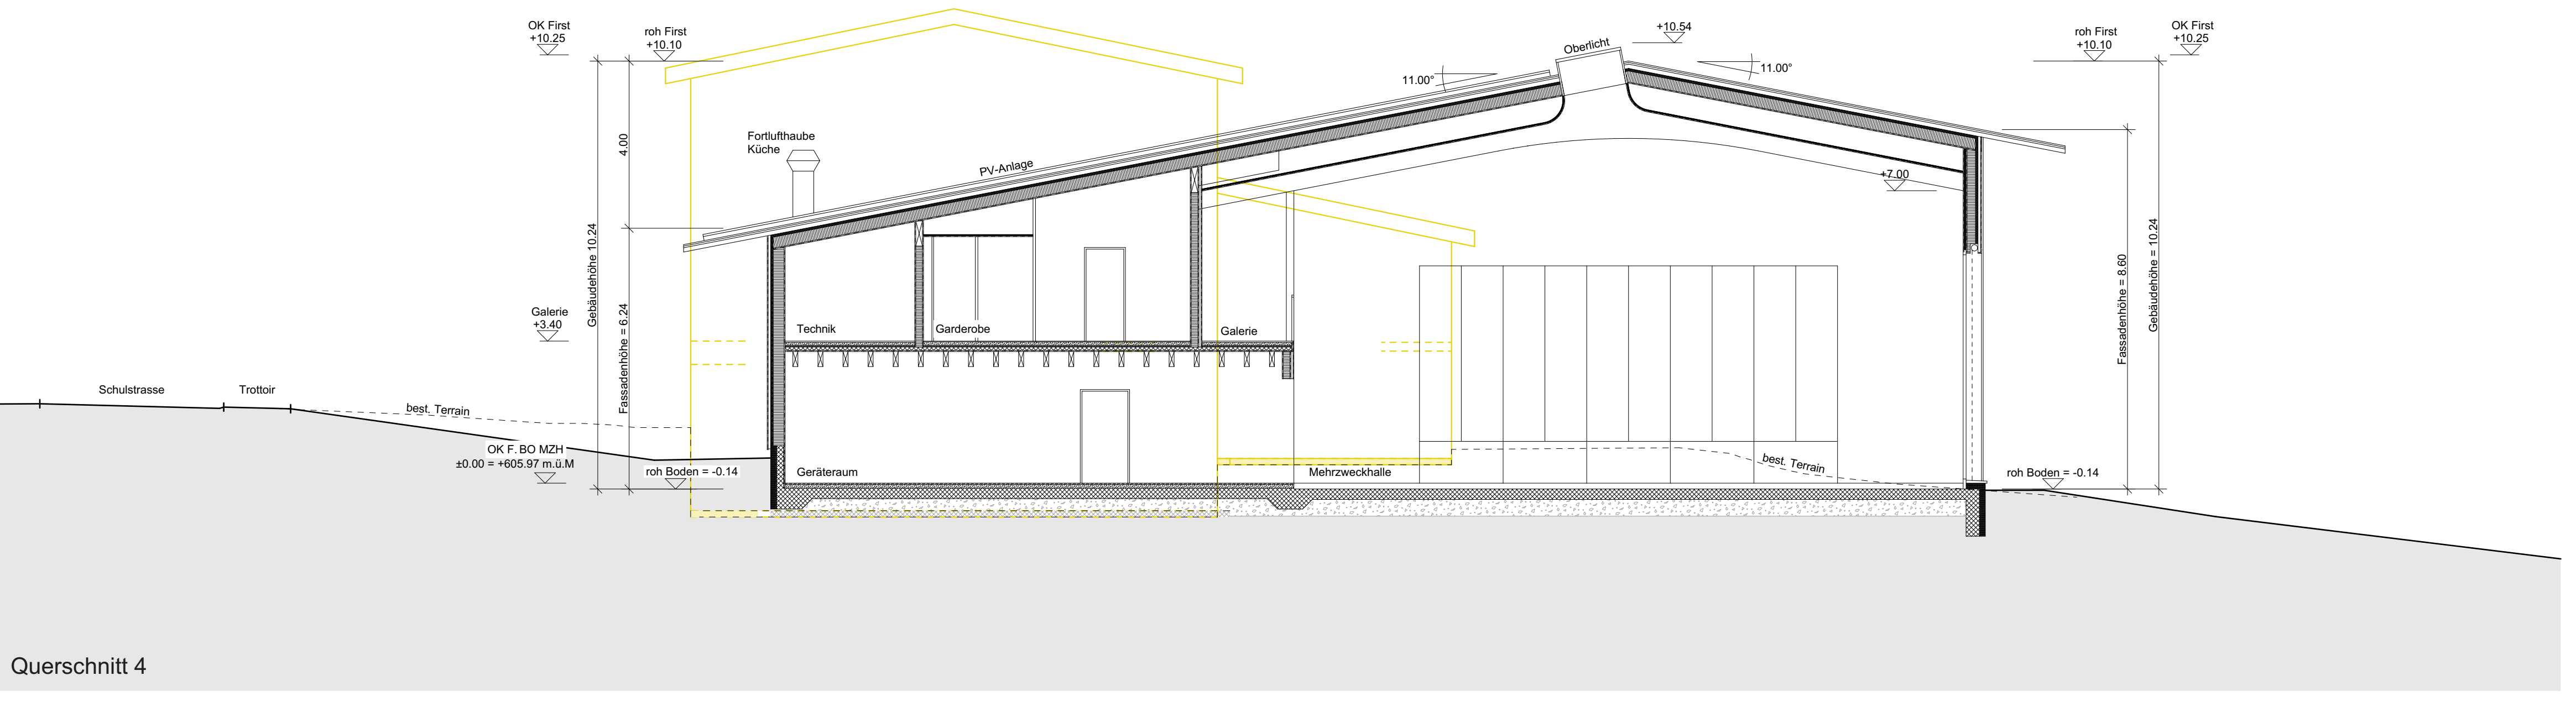 OK First
+10.25
roh First
+10.10
+10.54
Oberlicht
roh First
+10.10
OK First
+10.25
11.00°
11.00°
Fortlufthaube
Küche
4.00
PV-Anlage
+7.00
Gebäudehöhe 10.24
Fassadenhöhe = 6.24
Fassadenhöhe = 8.60
Gebäudehöhe = 10.24
Galerie
+3.40
Technik
Garderobe
Galerie
Schulstrasse
Trottoir
best. Terrain
OK F. BO MZH
±0.00 = +605.97 m.ü.M
roh Boden = -0.14
Geräteraum
Mehrzweckhalle
best. Terrain
roh Boden = -0.14
Querschnitt 4